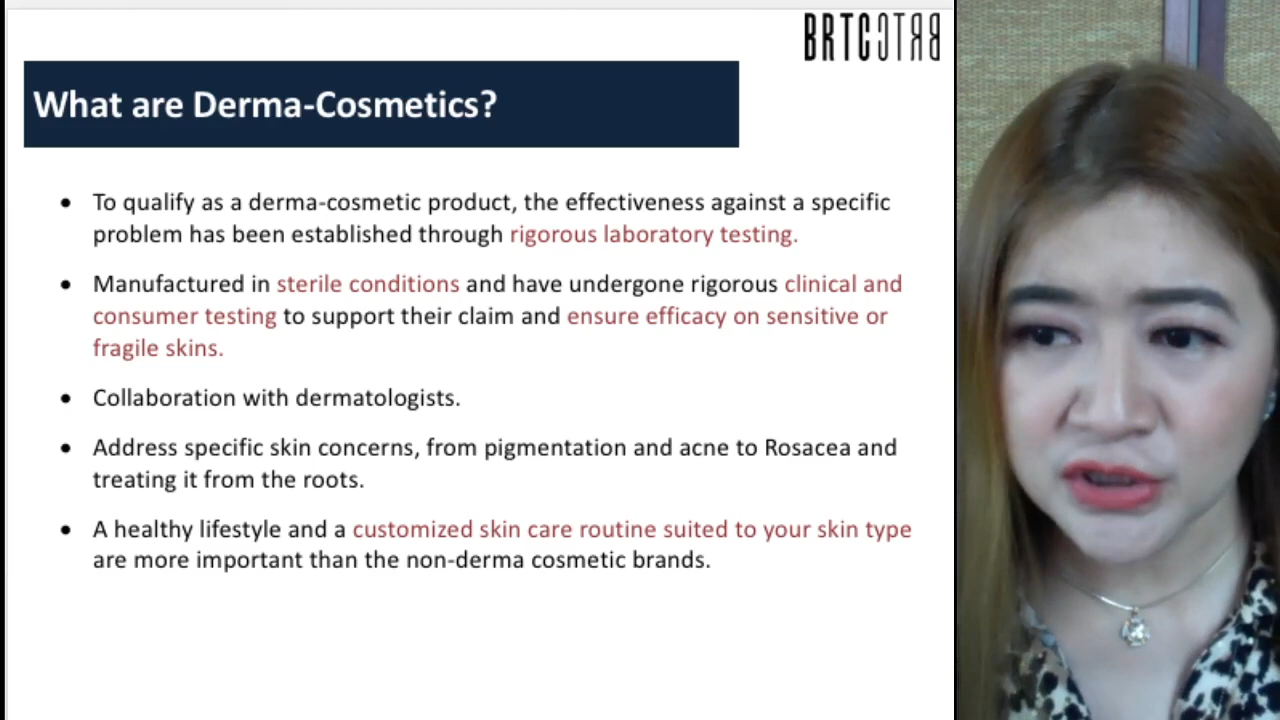 BRTC
What are Derma-Cosmetics?
• To qualify as a derma-cosmetic product, the effectiveness against a specific
problem has been established through rigorous laboratory testing.
• Manufactured in sterile conditions and have undergone rigorous clinical and
consumer testing to support their claim and ensure efficacy on sensitive or
fragile skins.
• Collaboration with dermatologists.
• Address specific skin concerns, from pigmentation and acne to Rosacea and
treating it from the roots.
• A healthy lifestyle and a customized skin care routine suited to your skin type
are more important than the non-derma cosmetic brands.